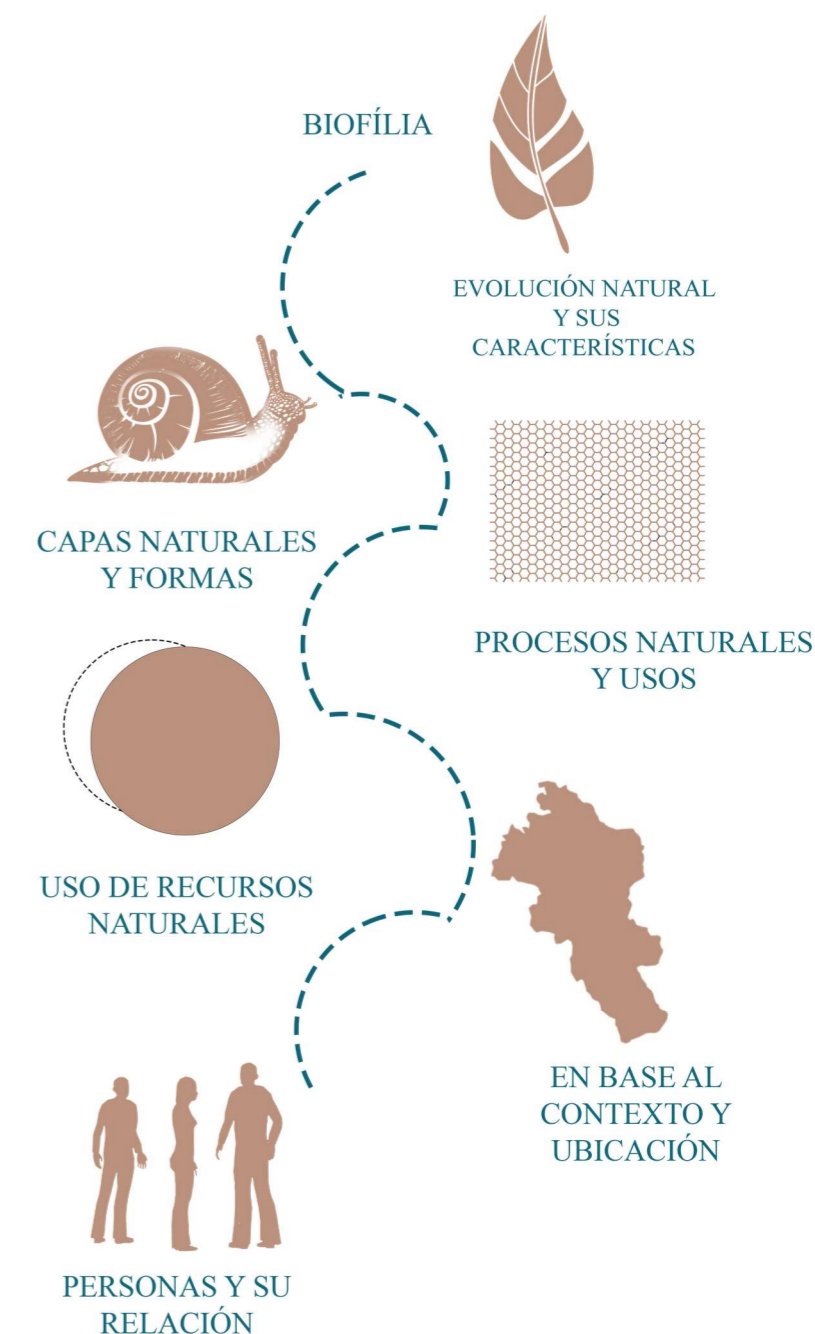 BIOFÍLIA
EVOLUCIÓN NATURAL
Y SUS
CARACTERÍSTICAS
CAPAS NATURALES
Y FORMAS
PROCESOS NATURALES
Y USOS
USO DE RECURSOS
NATURALES
EN BASE AL
CONTEXTO Y
UBICACIÓN
PERSONAS Y SU
RELACIÓN